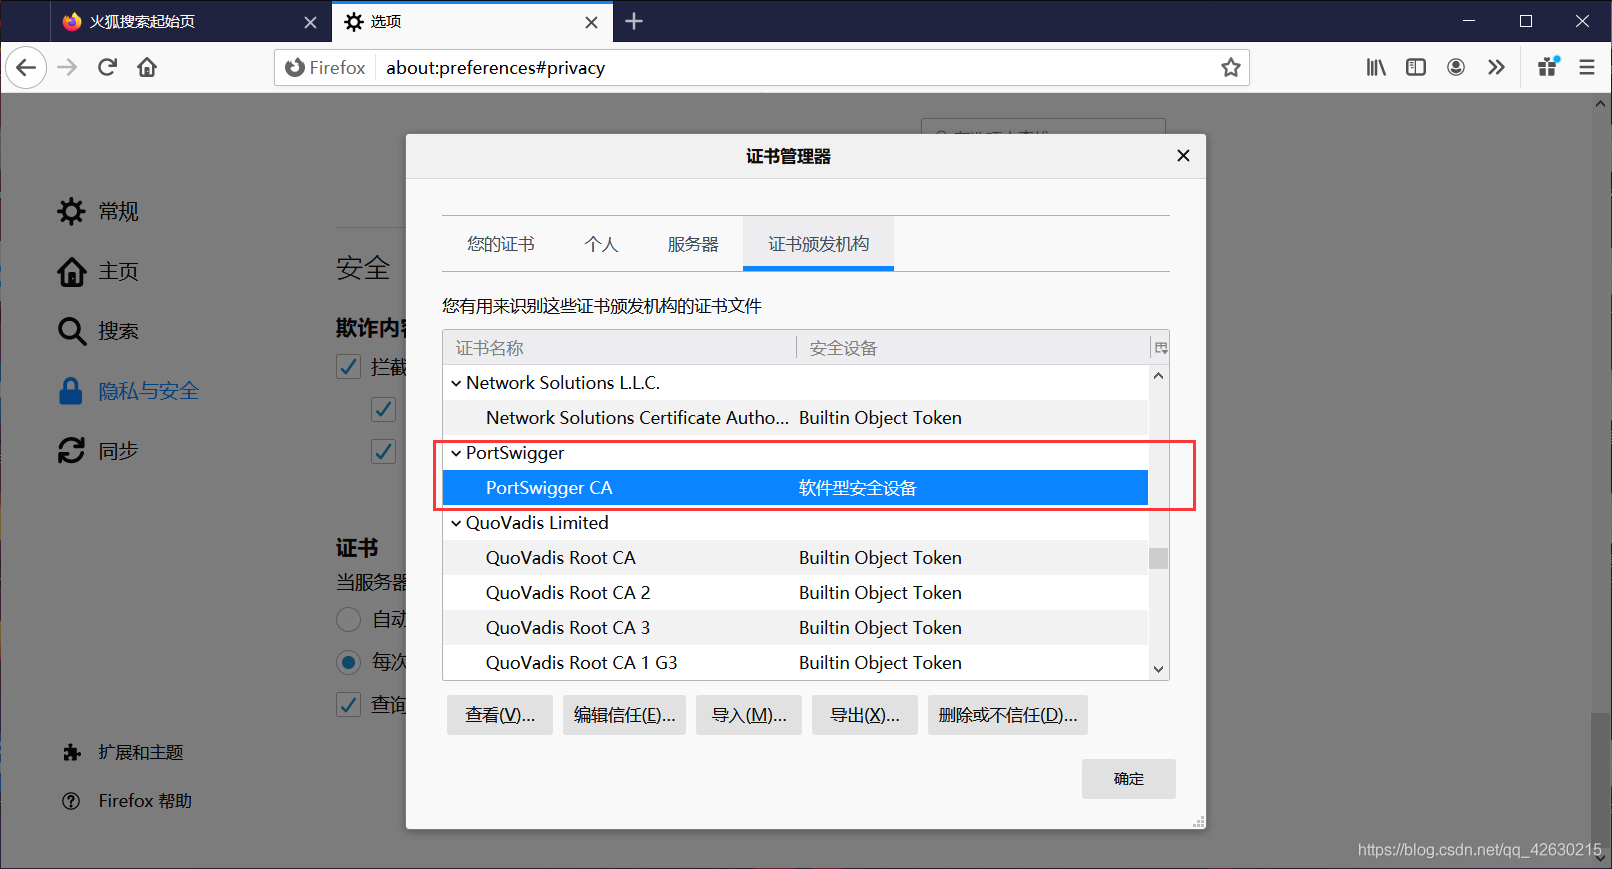 火狐搜索起始页
选项
Firefox
about:preferences#privacy
证书管理器
常规
主页
搜索
隐私与安全
同步
扩展和主题
Firefox 帮助
安全
欺诈内容
拦截
证书
当服务器
自动
每次
查询
您的证书
个人
服务器
证书颁发机构
您有用来识别这些证书颁发机构的证书文件
证书名称 安全设备
Network Solutions L.L.C.
Network Solutions Certificate Autho... Builtin Object Token
PortSwigger
PortSwigger CA 软件型安全设备
QuoVadis Limited
QuoVadis Root CA Builtin Object Token
QuoVadis Root CA 2 Builtin Object Token
QuoVadis Root CA 3 Builtin Object Token
QuoVadis Root CA 1 G3 Builtin Object Token
查看(V)...
编辑信任(E)...
导入(M)...
导出(X)...
删除或不信任(D)...
确定
https://blog.csdn.net/qq_42630215